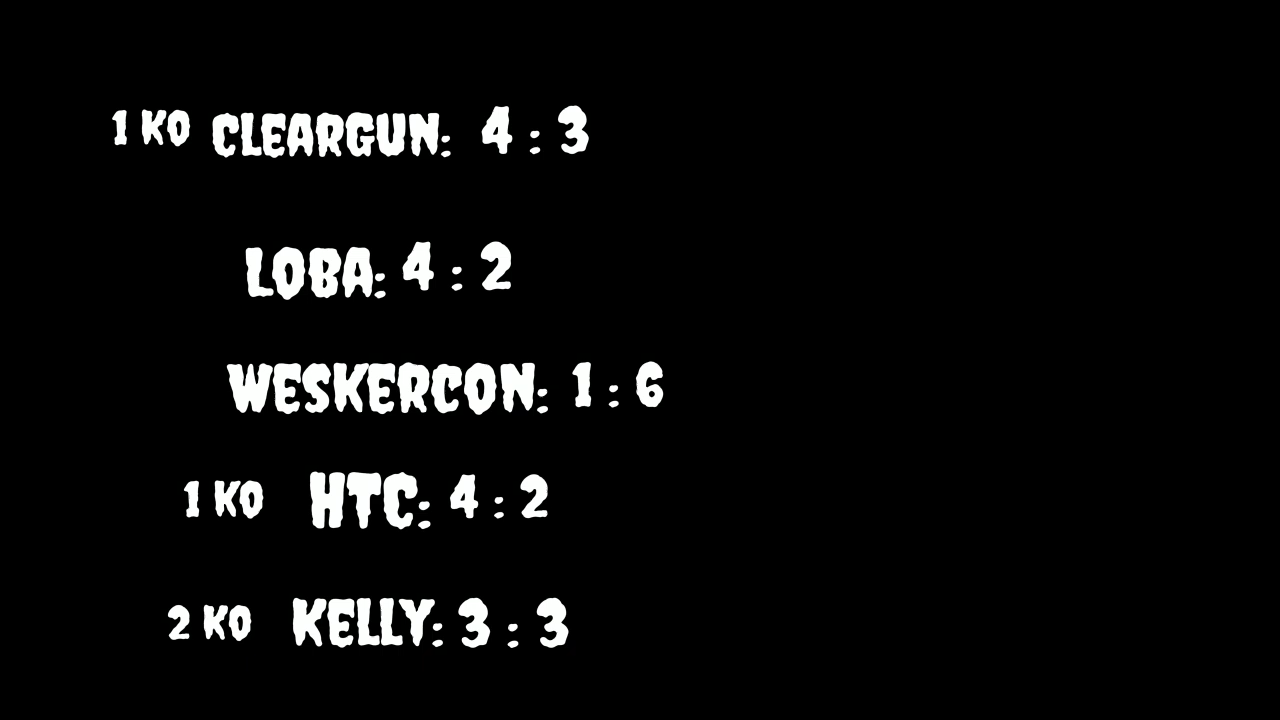 1 KO CLEARGUN: 4 : 3
LOBA: 4 : 2
WESKERCON: 1 : 6
1 KO HTC: 4 : 2
2 KO KELLY: 3 : 3